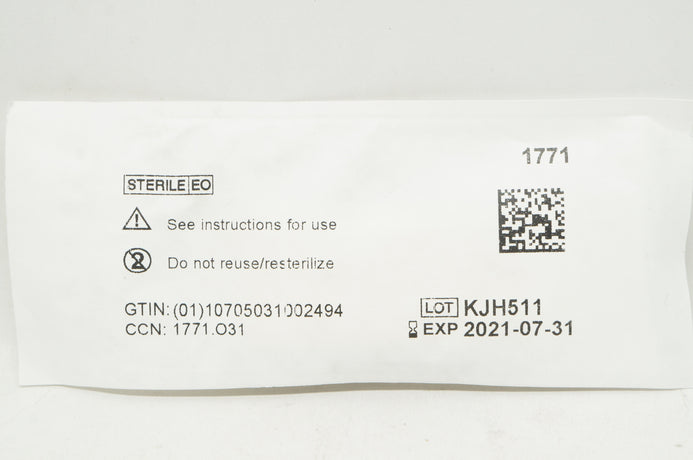 1771
STERILE EO
See instructions for use
2
Do not reuse/resterilize
GTIN: (01)10705031002494
CCN: 1771.O31
LOT KJH511
EXP 2021-07-31